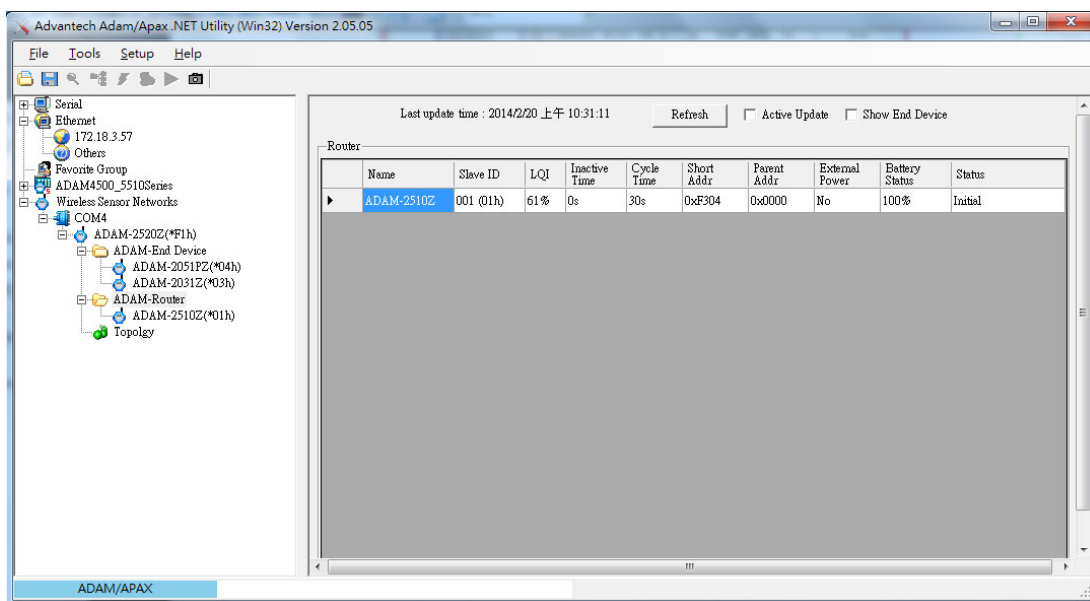 Advantech Adam/Apax .NET Utility (Win32) Version 2.05.05
File Tools Setup Help
Serial
Ethernet
172.18.3.57
Others
Favorite Group
ADAM4500_5510Series
Wireless Sensor Networks
COM4
ADAM-2520Z(*F1h)
ADAM-End Device
ADAM-2051PZ(*04h)
ADAM-2031Z(*03h)
ADAM-Router
ADAM-2510Z(*01h)
Topolgy
Last update time : 2014/2/20 上午 10:31:11 Refresh Active Update Show End Device
Router
Name Slave ID LQI Inactive Time Cycle Time Short Addr Parent Addr External Power Battery Status Status
ADAM-2510Z 001 (01h) 61% 0s 30s 0xF304 0x0000 No 100% Initial
ADAM/APAX